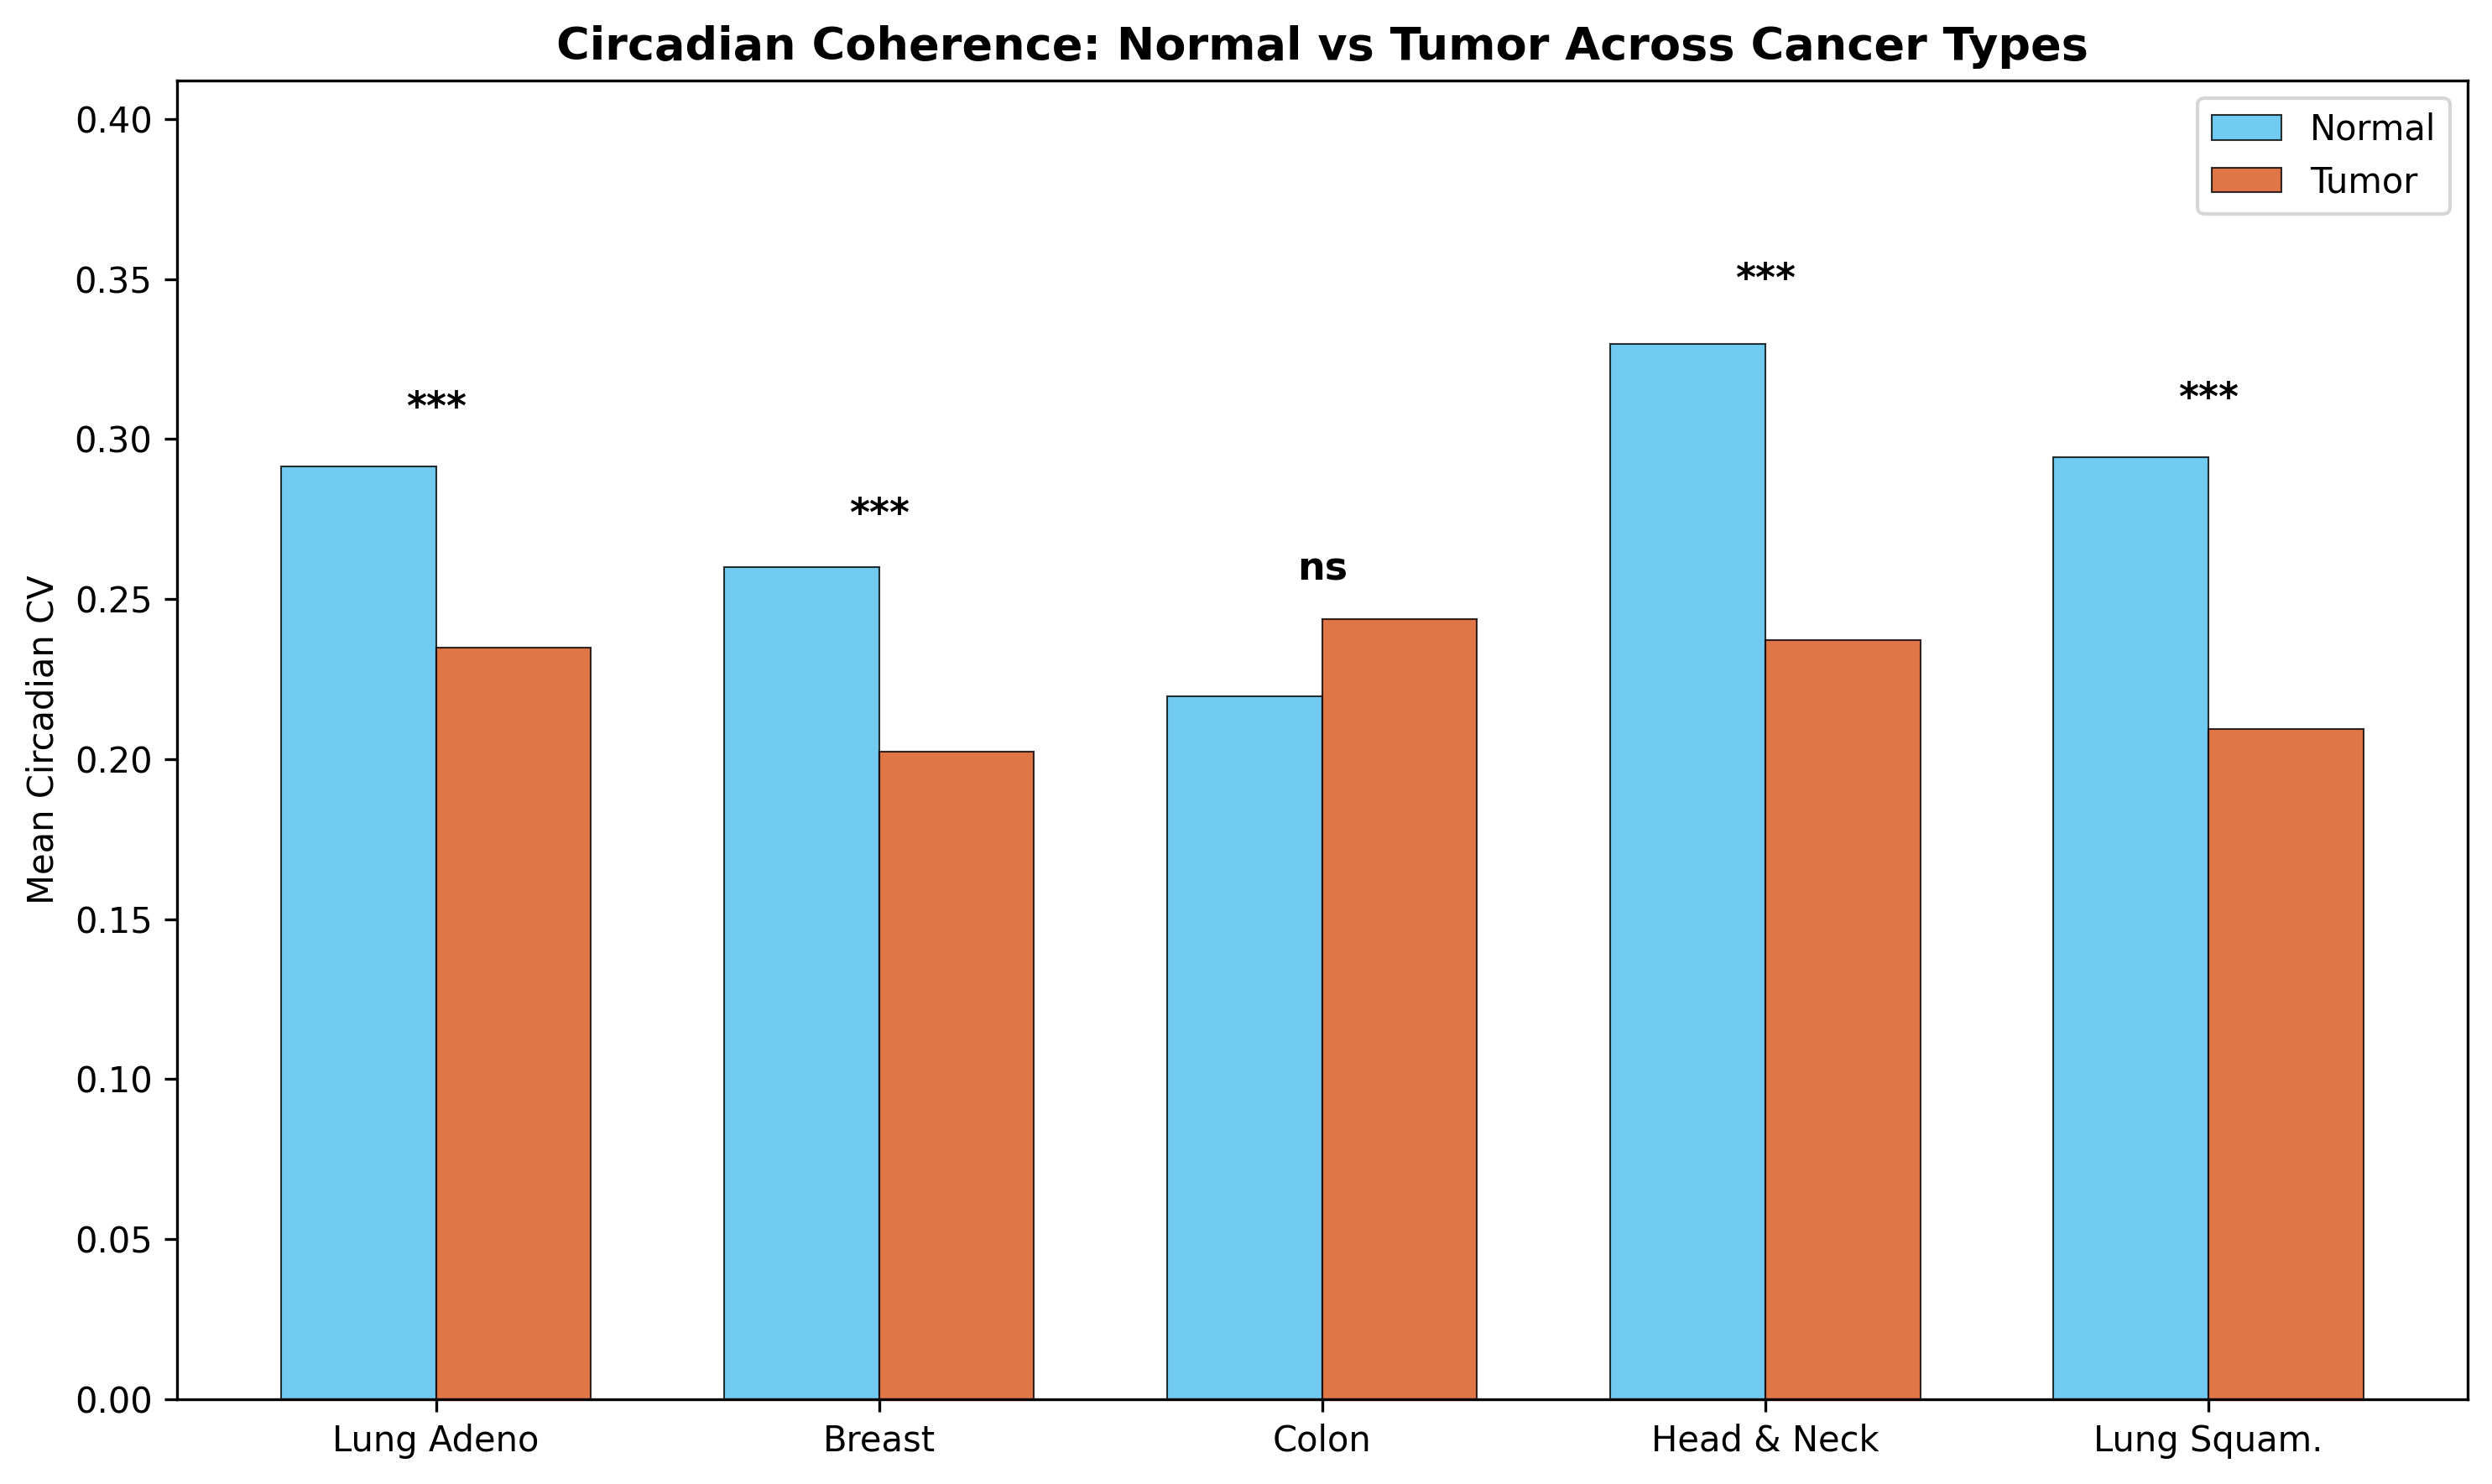 Circadian Coherence: Normal vs Tumor Across Cancer Types
Normal
Tumor
Mean Circadian CV
0.40
0.35
0.30
0.25
0.20
0.15
0.10
0.05
0.00
***
***
ns
***
***
Lung Adeno
Breast
Colon
Head & Neck
Lung Squam.